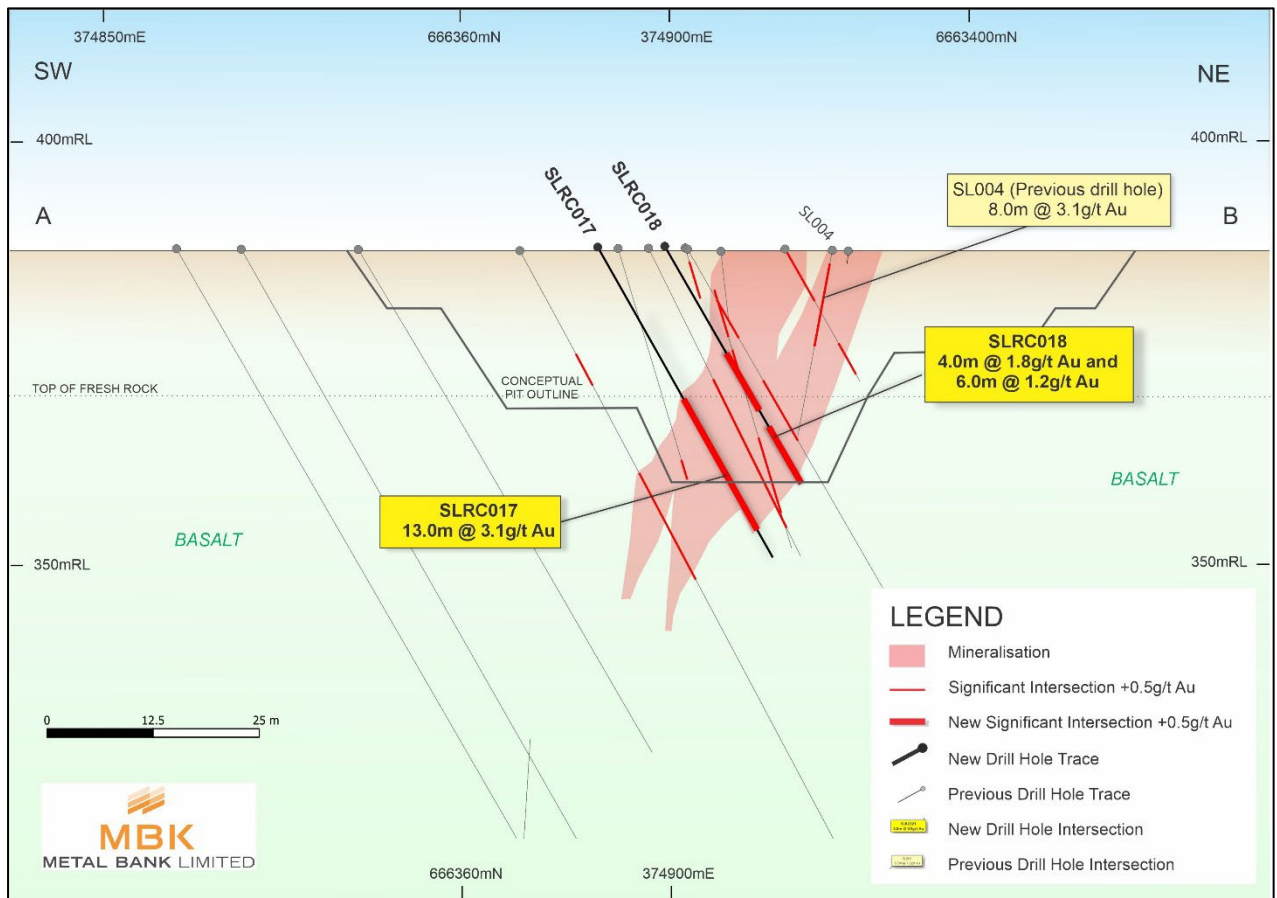 374850mE
666360mN
374900mE
6663400mN
SW
NE
400mRL
400mRL
A
B
SLRC017
SLRC018
SL004
SL004 (Previous drill hole)
8.0m @ 3.1g/t Au
SLRC018
4.0m @ 1.8g/t Au and
6.0m @ 1.2g/t Au
TOP OF FRESH ROCK
CONCEPTUAL
PIT OUTLINE
SLRC017
13.0m @ 3.1g/t Au
BASALT
BASALT
350mRL
350mRL
LEGEND
Mineralisation
Significant Intersection +0.5g/t Au
New Significant Intersection +0.5g/t Au
New Drill Hole Trace
Previous Drill Hole Trace
New Drill Hole Intersection
Previous Drill Hole Intersection
0 12.5 25 m
MBK
METAL BANK LIMITED
666360mN
374900mE